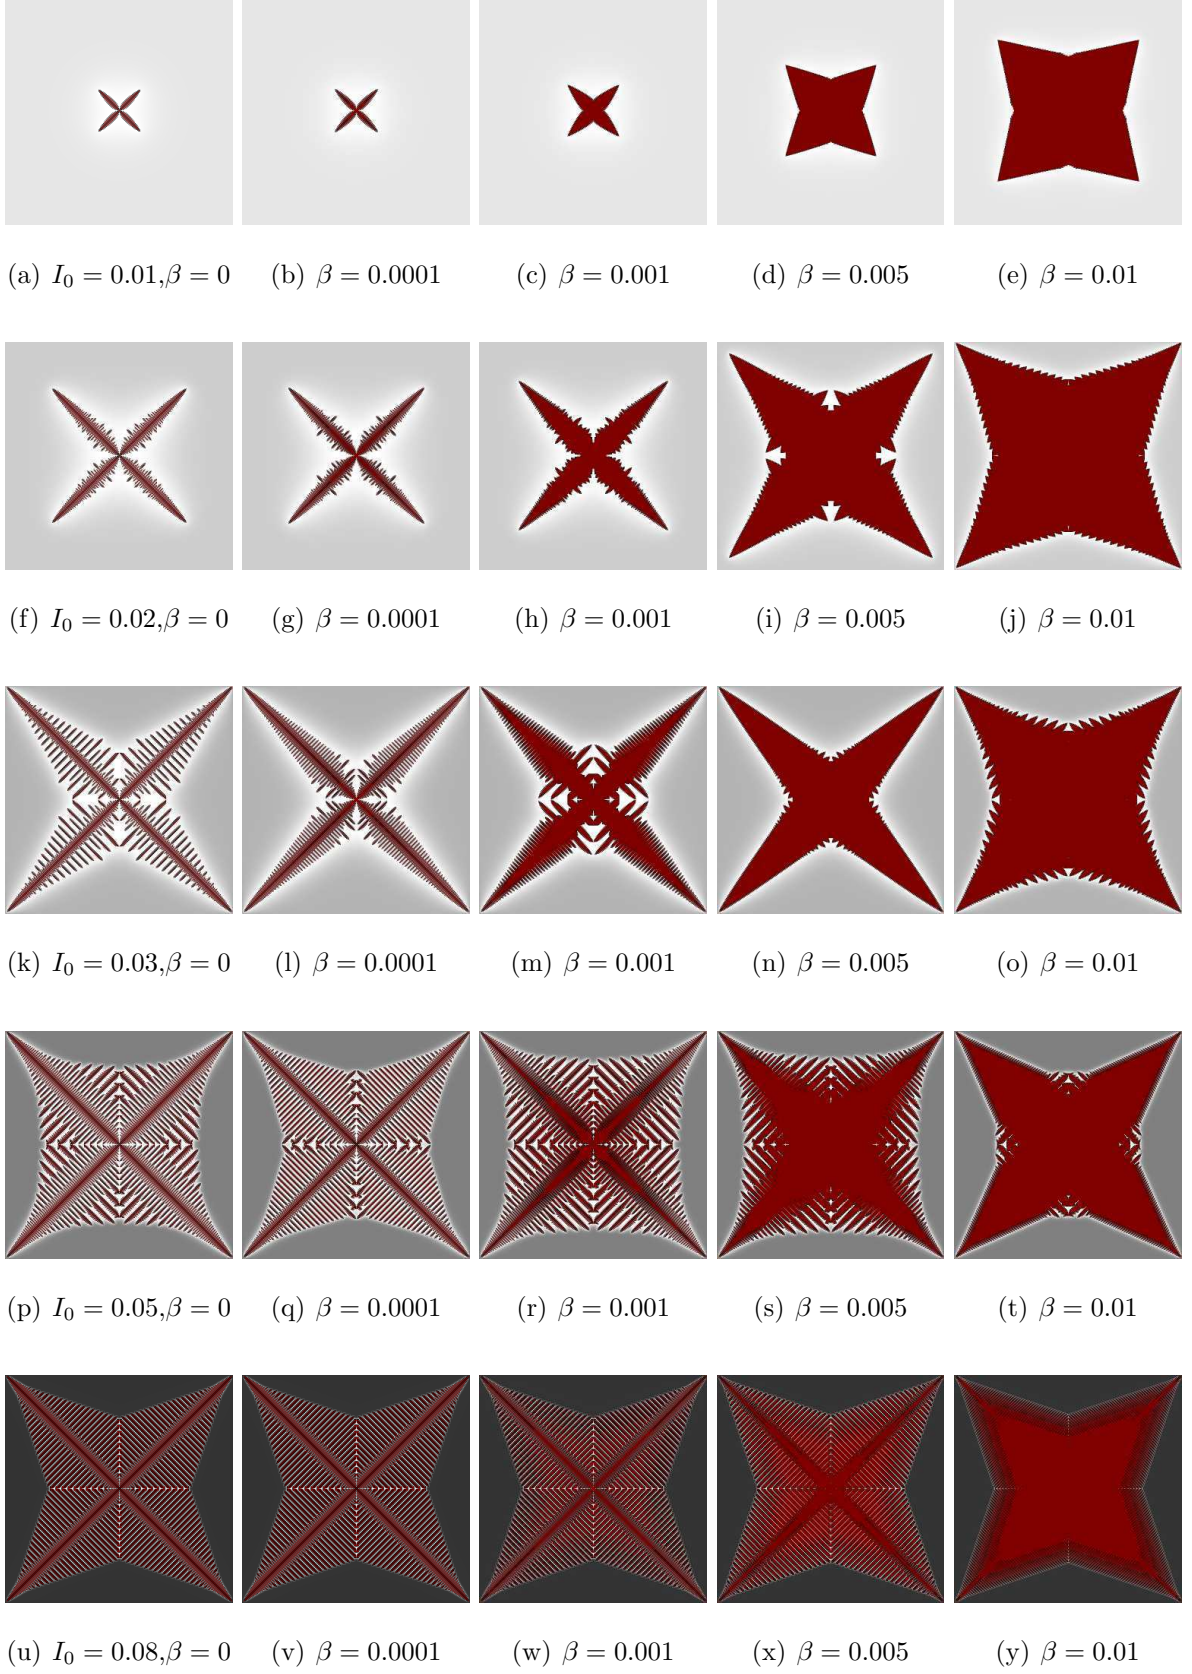 (a) I₀ = 0.01,β = 0 (b) β = 0.0001 (c) β = 0.001 (d) β = 0.005 (e) β = 0.01
(f) I₀ = 0.02,β = 0 (g) β = 0.0001 (h) β = 0.001 (i) β = 0.005 (j) β = 0.01
(k) I₀ = 0.03,β = 0 (l) β = 0.0001 (m) β = 0.001 (n) β = 0.005 (o) β = 0.01
(p) I₀ = 0.05,β = 0 (q) β = 0.0001 (r) β = 0.001 (s) β = 0.005 (t) β = 0.01
(u) I₀ = 0.08,β = 0 (v) β = 0.0001 (w) β = 0.001 (x) β = 0.005 (y) β = 0.01